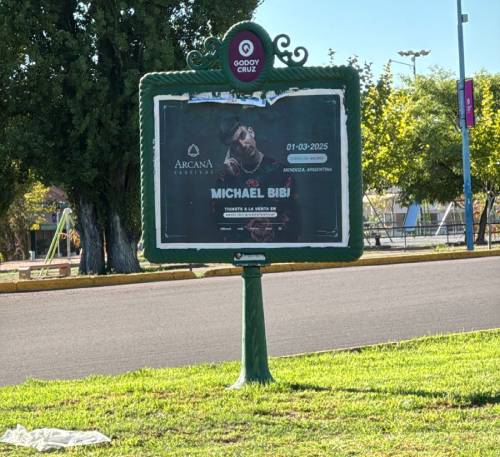 GODOY
CRUZ
ARCANA
FESTIVAL
01-03-2025
MENDOZA, ARGENTINA
MICHAEL BIBI
TICKETS A LA VENTA EN